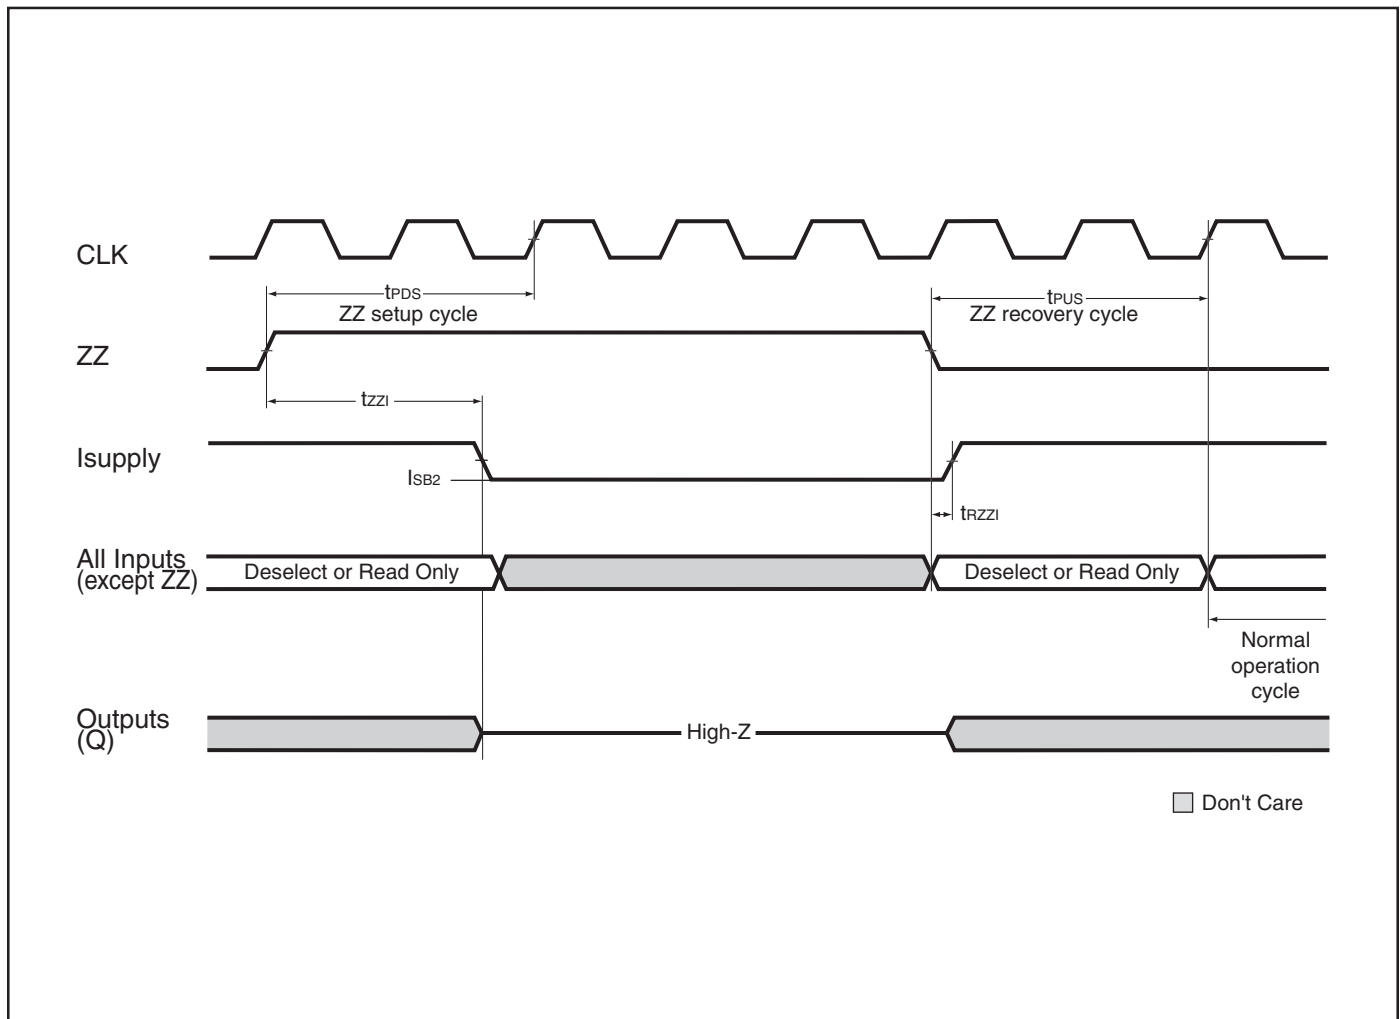 CLK
tPDS
ZZ setup cycle
tPUS
ZZ recovery cycle
ZZ
tZZI
Isupply
ISB2
tRZZI
All Inputs
(except ZZ)
Deselect or Read Only
Deselect or Read Only
Normal
operation
cycle
Outputs
(Q)
High-Z
Don't Care